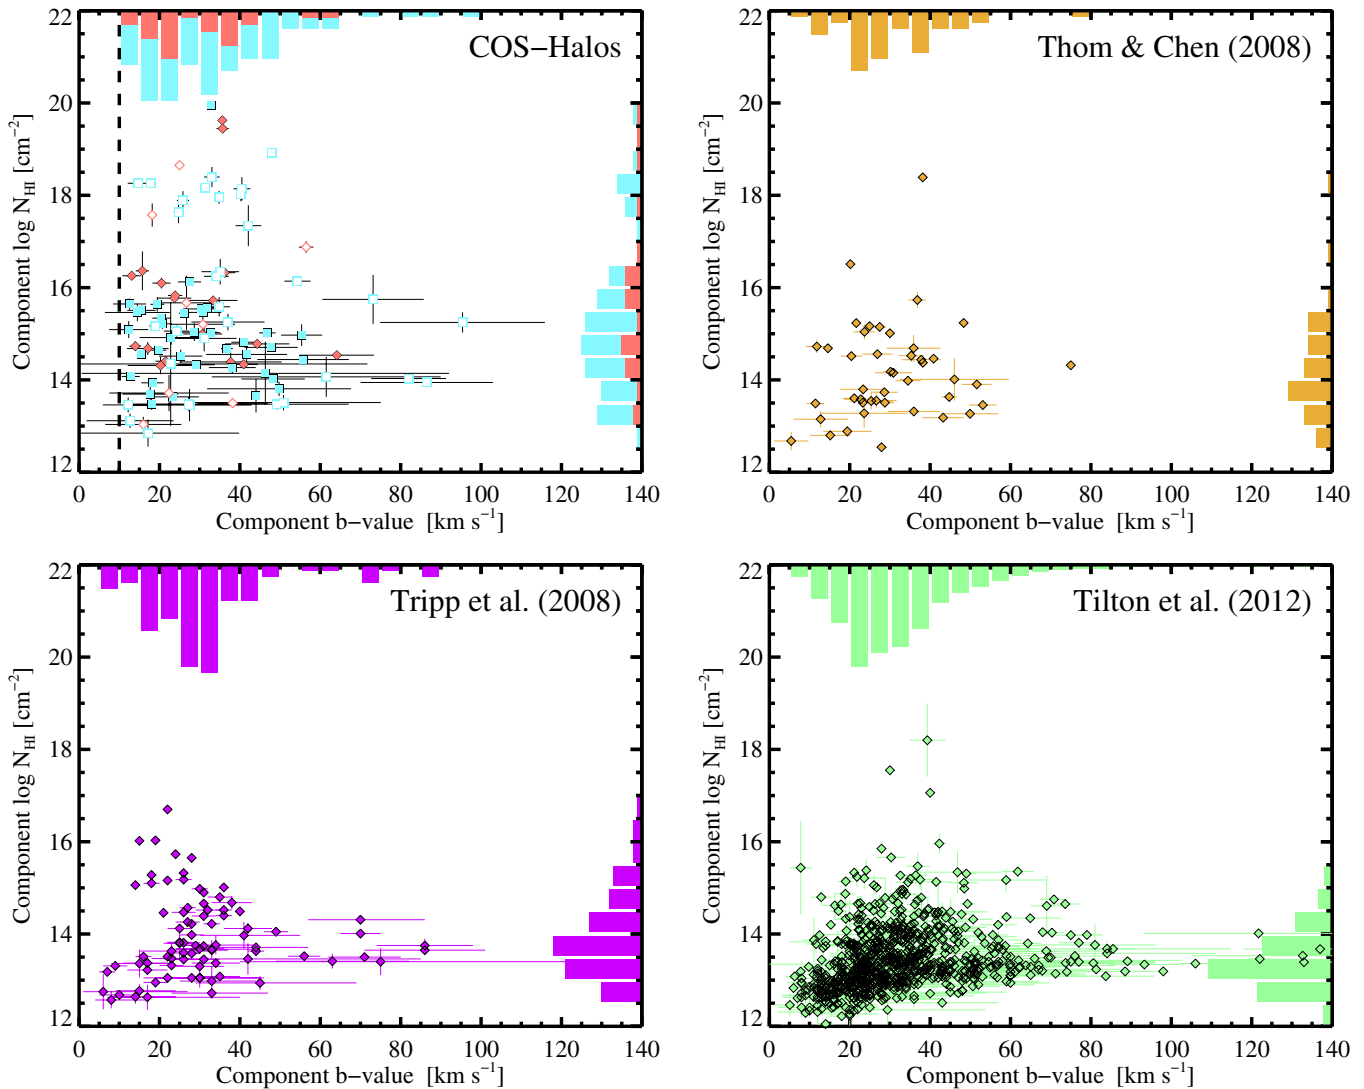 COS−Halos
22
20
18
16
14
12
Component log N_HI [cm⁻²]
0 20 40 60 80 100 120 140
Component b−value [km s⁻¹]
Thom & Chen (2008)
22
20
18
16
14
12
Component log N_HI [cm⁻²]
0 20 40 60 80 100 120 140
Component b−value [km s⁻¹]
Tripp et al. (2008)
22
20
18
16
14
12
Component log N_HI [cm⁻²]
0 20 40 60 80 100 120 140
Component b−value [km s⁻¹]
Tilton et al. (2012)
22
20
18
16
14
12
Component log N_HI [cm⁻²]
0 20 40 60 80 100 120 140
Component b−value [km s⁻¹]